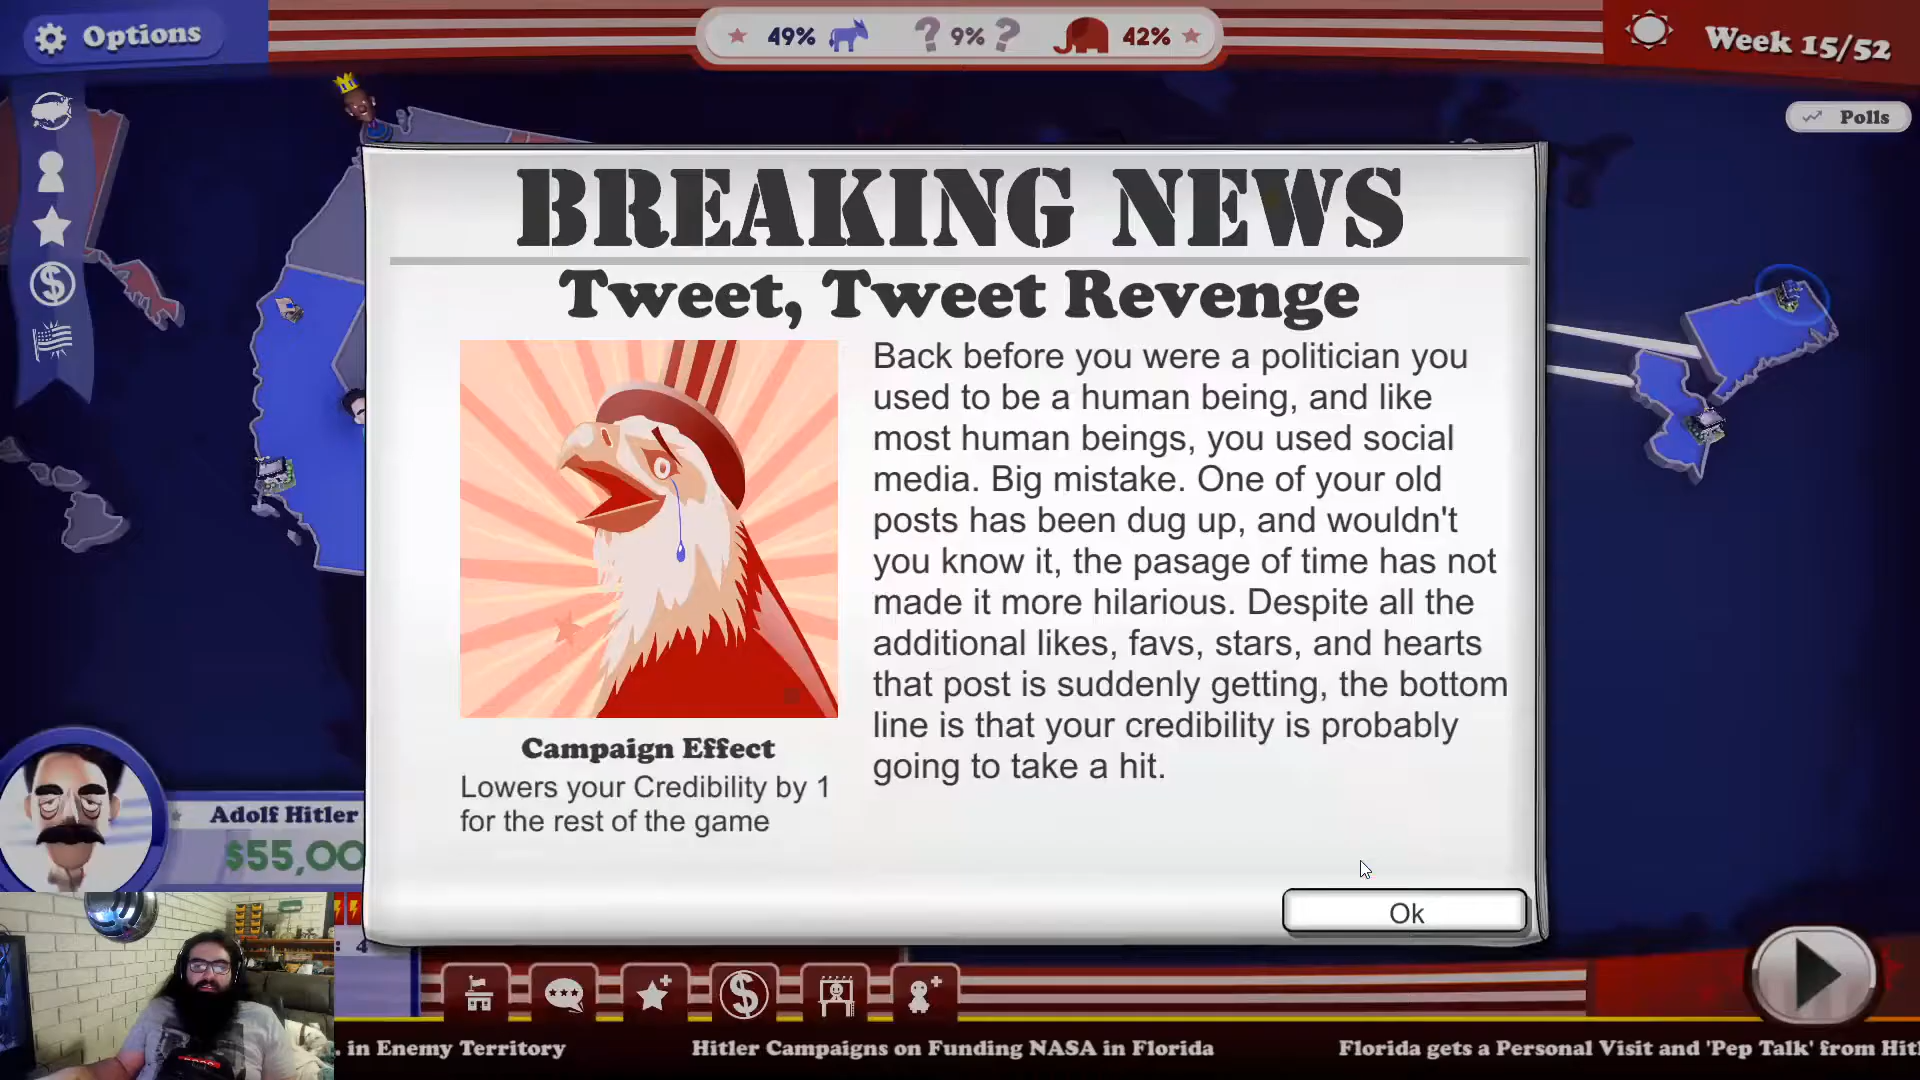 Options
49%
? 9% ?
42%
Week 15/52
Polls
BREAKING NEWS
Tweet, Tweet Revenge
Back before you were a politician you
used to be a human being, and like
most human beings, you used social
media. Big mistake. One of your old
posts has been dug up, and wouldn't
you know it, the pasage of time has not
made it more hilarious. Despite all the
additional likes, favs, stars, and hearts
that post is suddenly getting, the bottom
line is that your credibility is probably
going to take a hit.
Campaign Effect
Lowers your Credibility by 1
for the rest of the game
Ok
Adolf Hitler
$55,00
: 4
. in Enemy Territory
Hitler Campaigns on Funding NASA in Florida
Florida gets a Personal Visit and 'Pep Talk' from Hitl